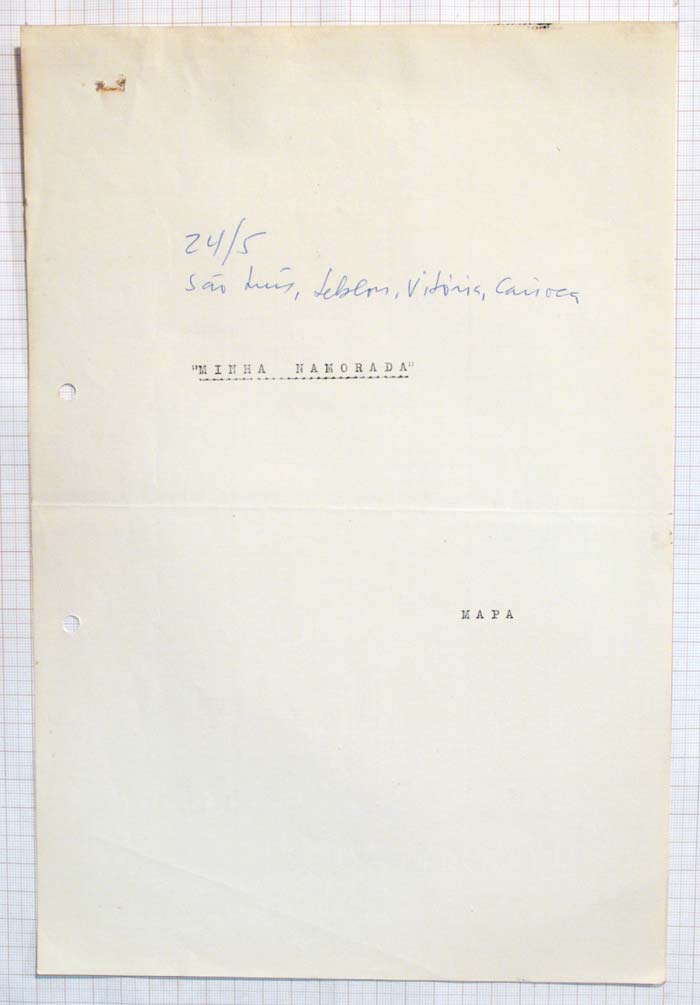 24/5
São Luís, Leblon, Vitória, Carioca
"MINHA NAMORADA"
MAPA